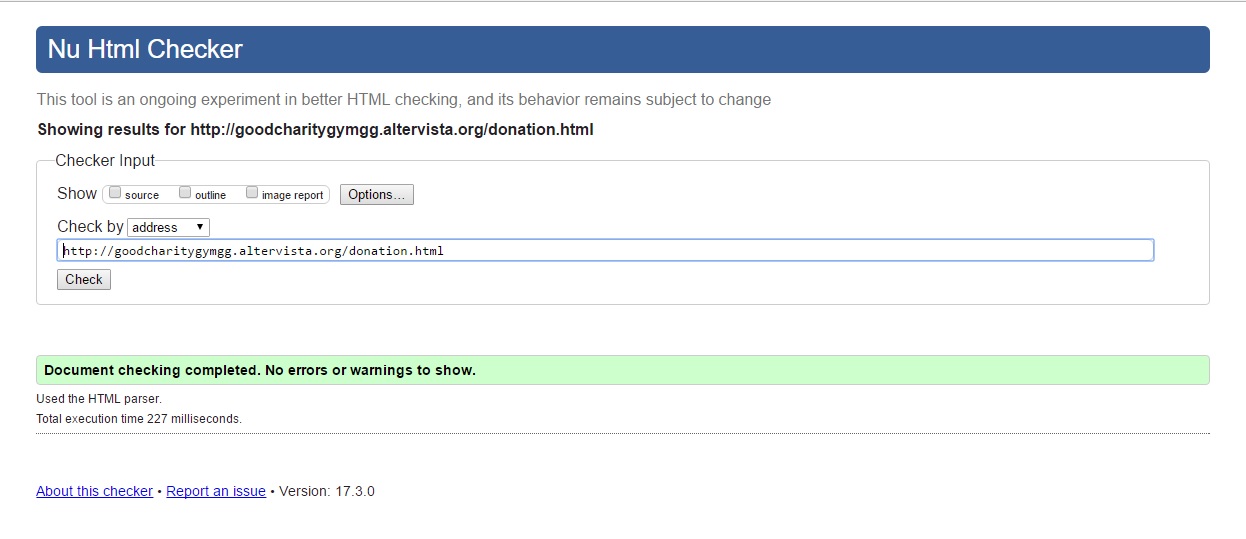 Nu Html Checker
This tool is an ongoing experiment in better HTML checking, and its behavior remains subject to change
Showing results for http://goodcharitygymgg.altervista.org/donation.html
Checker Input
Show source outline image report Options...
Check by address
http://goodcharitygymgg.altervista.org/donation.html
Check
Document checking completed. No errors or warnings to show.
Used the HTML parser.
Total execution time 227 milliseconds.
About this checker • Report an issue • Version: 17.3.0